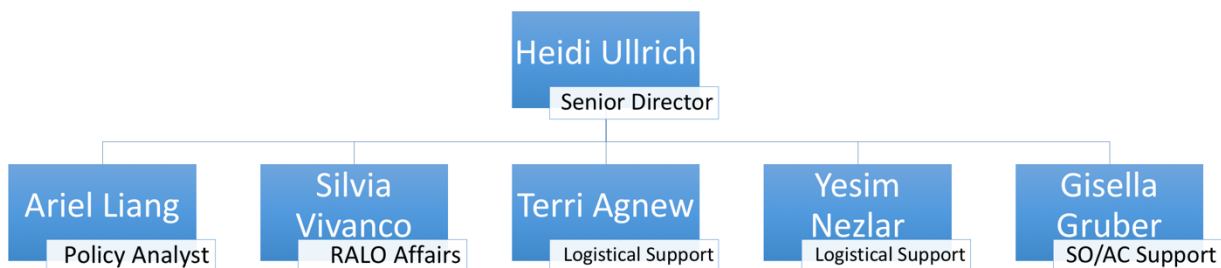 Heidi Ullrich
Senior Director
Ariel Liang
Policy Analyst
Silvia
Vivanco
RALO Affairs
Terri Agnew
Logistical Support
Yesim
Nezlar
Logistical Support
Gisella
Gruber
SO/AC Support